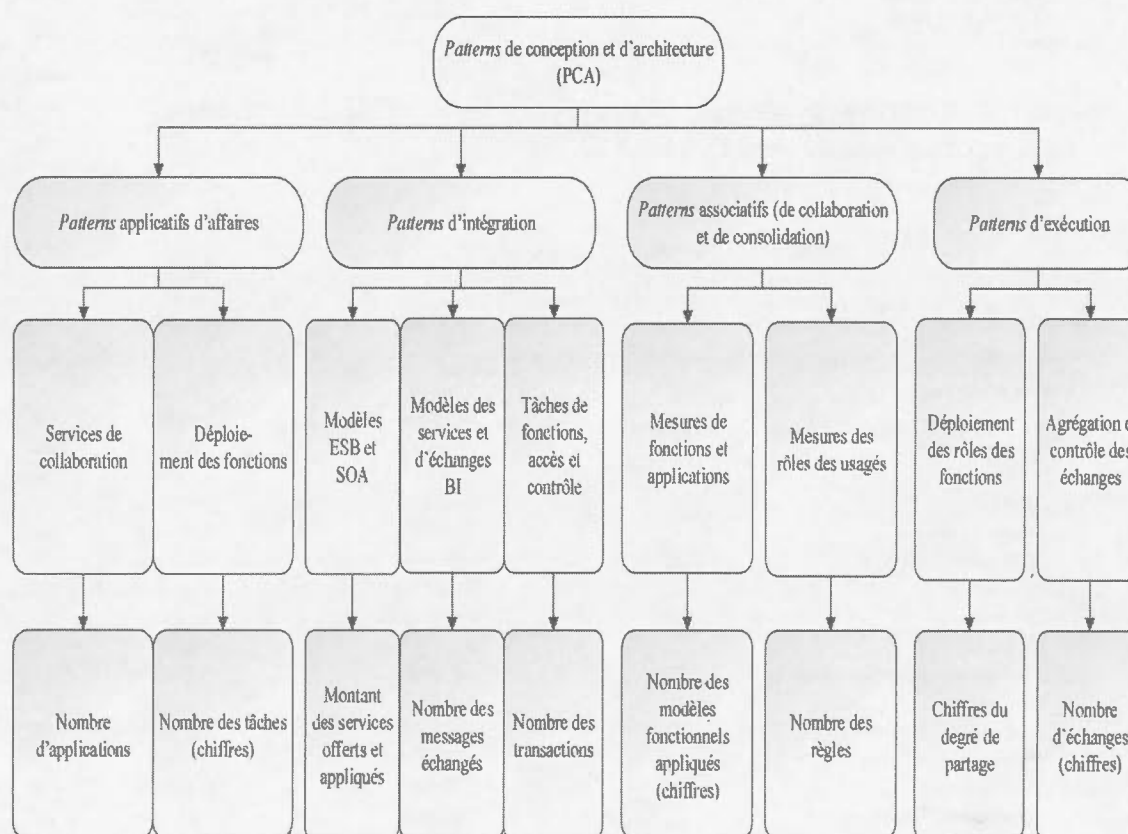 Patterns de conception et d'architecture
(PCA)
Patterns applicatifs d'affaires
Patterns d'intégration
Patterns associatifs (de collaboration
et de consolidation)
Patterns d'exécution
Services de
collaboration
Déploie-
ment des fonctions
Modèles
ESB et
SOA
Modèles des
services et
d'échanges
BI
Tâches de
fonctions,
accès et
contrôle
Mesures de
fonctions et
applications
Mesures des
rôles des usagés
Déploiement
des rôles des
fonctions
Agrégation
contrôle des
échanges
Nombre
d'applications
Nombre des tâches
(chiffres)
Montant
des services
offerts et
appliqués
Nombre des
messages
échangés
Nombre des
transactions
Nombre des
modèles
fonctionnels
appliqués
(chiffres)
Nombre des
règles
Chiffres du
degré de
partage
Nombre
d'échanges
(chiffres)